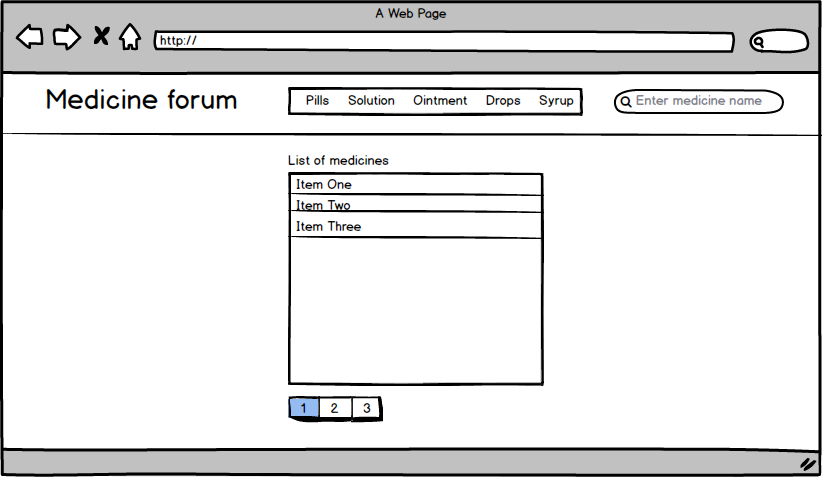 A Web Page
http://
Medicine forum
Pills Solution Ointment Drops Syrup
Enter medicine name
List of medicines
Item One
Item Two
Item Three
1 2 3